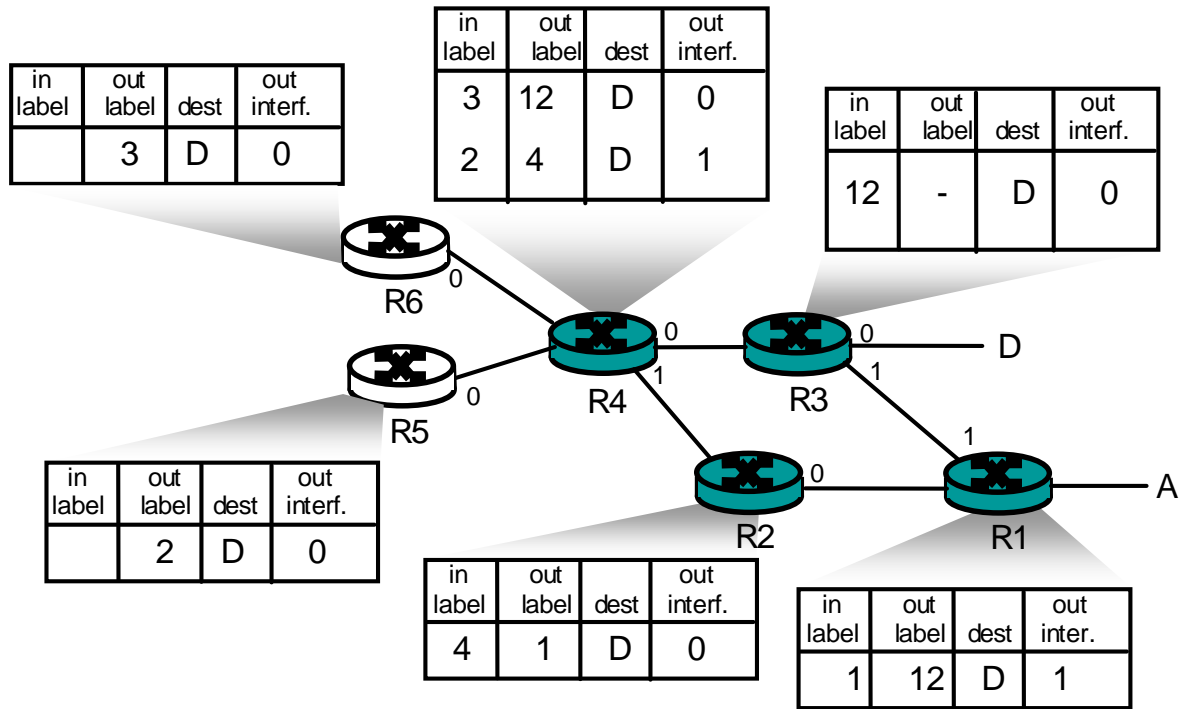 in label | out label | dest | out interf.
3 | 12 | D | 0
2 | 4 | D | 1
in label | out label | dest | out interf.
3 | D | 0
in label | out label | dest | out interf.
12 | - | D | 0
0
R6
0
0
D
R4
1
R3
1
0
R5
1
0
A
R2
R1
in label | out label | dest | out interf.
2 | D | 0
in label | out label | dest | out interf.
4 | 1 | D | 0
in label | out label | dest | out inter.
1 | 12 | D | 1